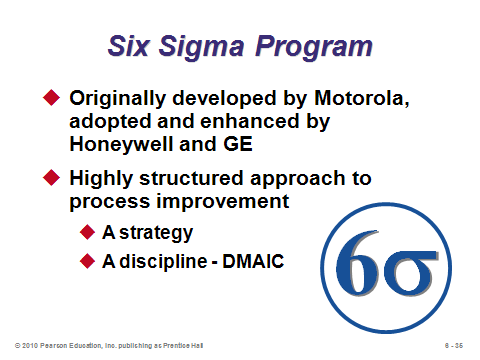 Six Sigma Program
Originally developed by Motorola,
adopted and enhanced by
Honeywell and GE
Highly structured approach to
process improvement
A strategy
A discipline - DMAIC
6σ
© 2010 Pearson Education, Inc. publishing as Prentice Hall
6 - 35